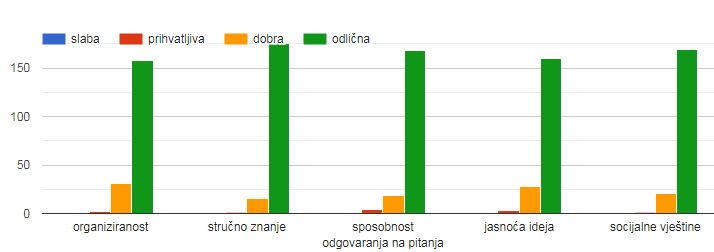 slaba prihvatljiva dobra odlična
150
100
50
0
organiziranost stručno znanje sposobnost jasnoća ideja socijalne vještine
odgovaranja na pitanja